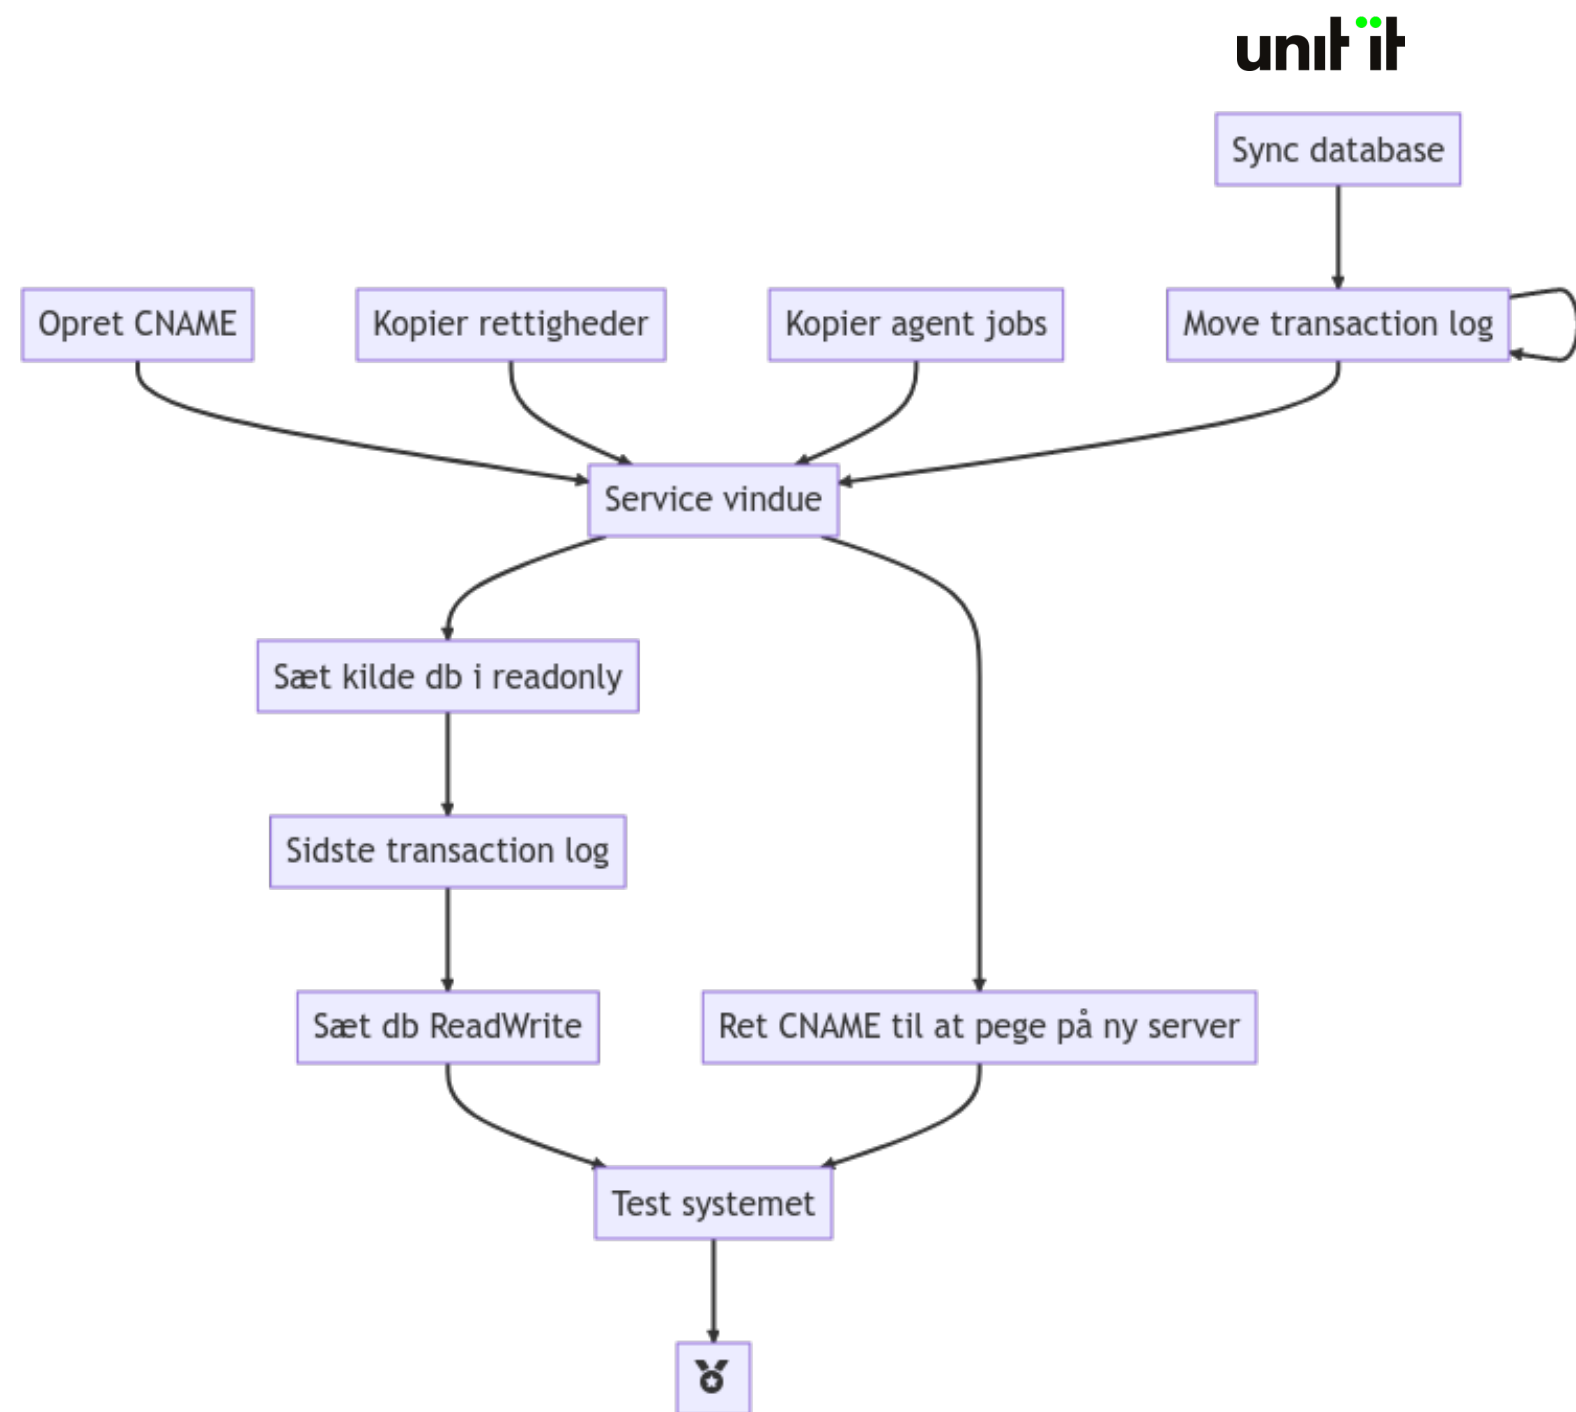 unit it
Sync database
Opret CNAME
Kopier rettigheder
Kopier agent jobs
Move transaction log
Service vindue
Sæt kilde db i readonly
Sidste transaction log
Sæt db ReadWrite
Ret CNAME til at pege på ny server
Test systemet